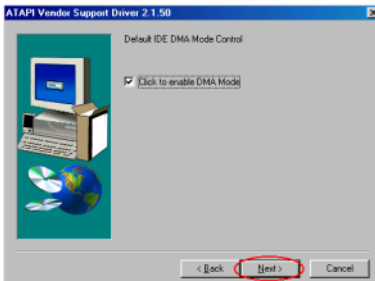 ATAPI Vendor Support Driver 2.1.50
Default IDE DMA Mode Control
Click to enable DMA Mode
< Back
Next >
Cancel